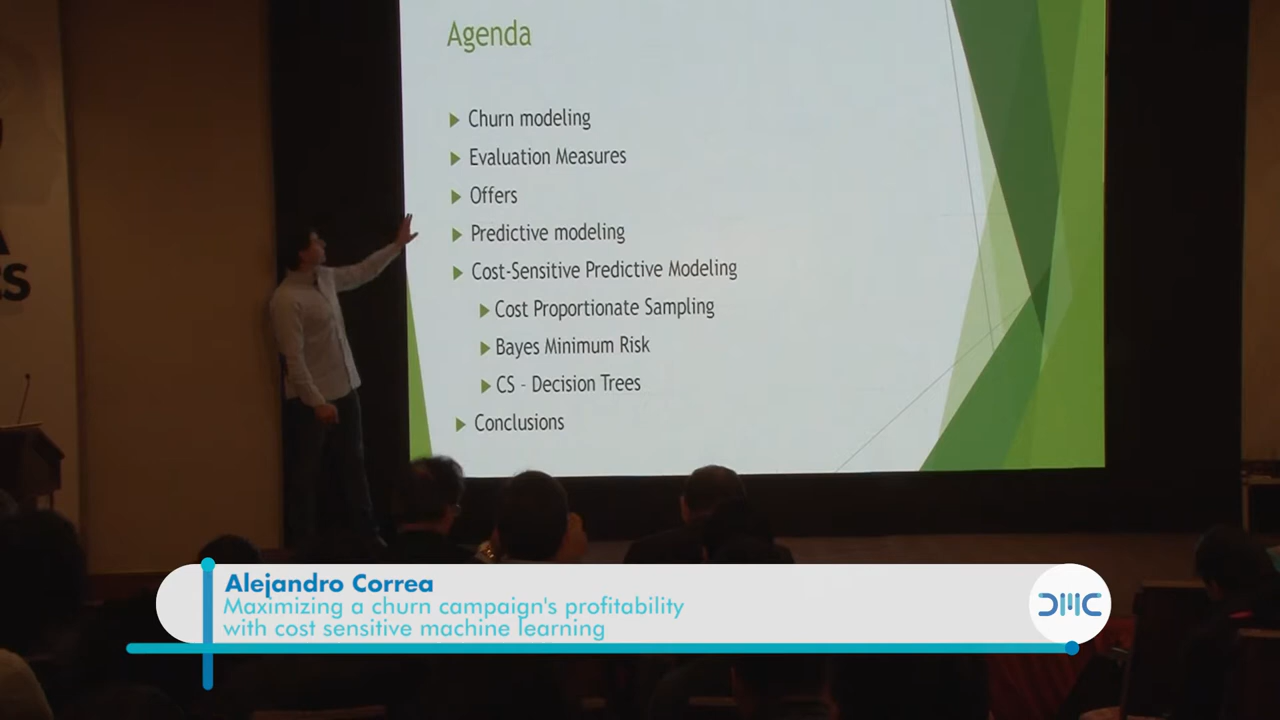 Agenda
Churn modeling
Evaluation Measures
Offers
Predictive modeling
Cost-Sensitive Predictive Modeling
Cost Proportionate Sampling
Bayes Minimum Risk
CS - Decision Trees
Conclusions
Alejandro Correa
Maximizing a churn campaign's profitability
with cost sensitive machine learning
DMC